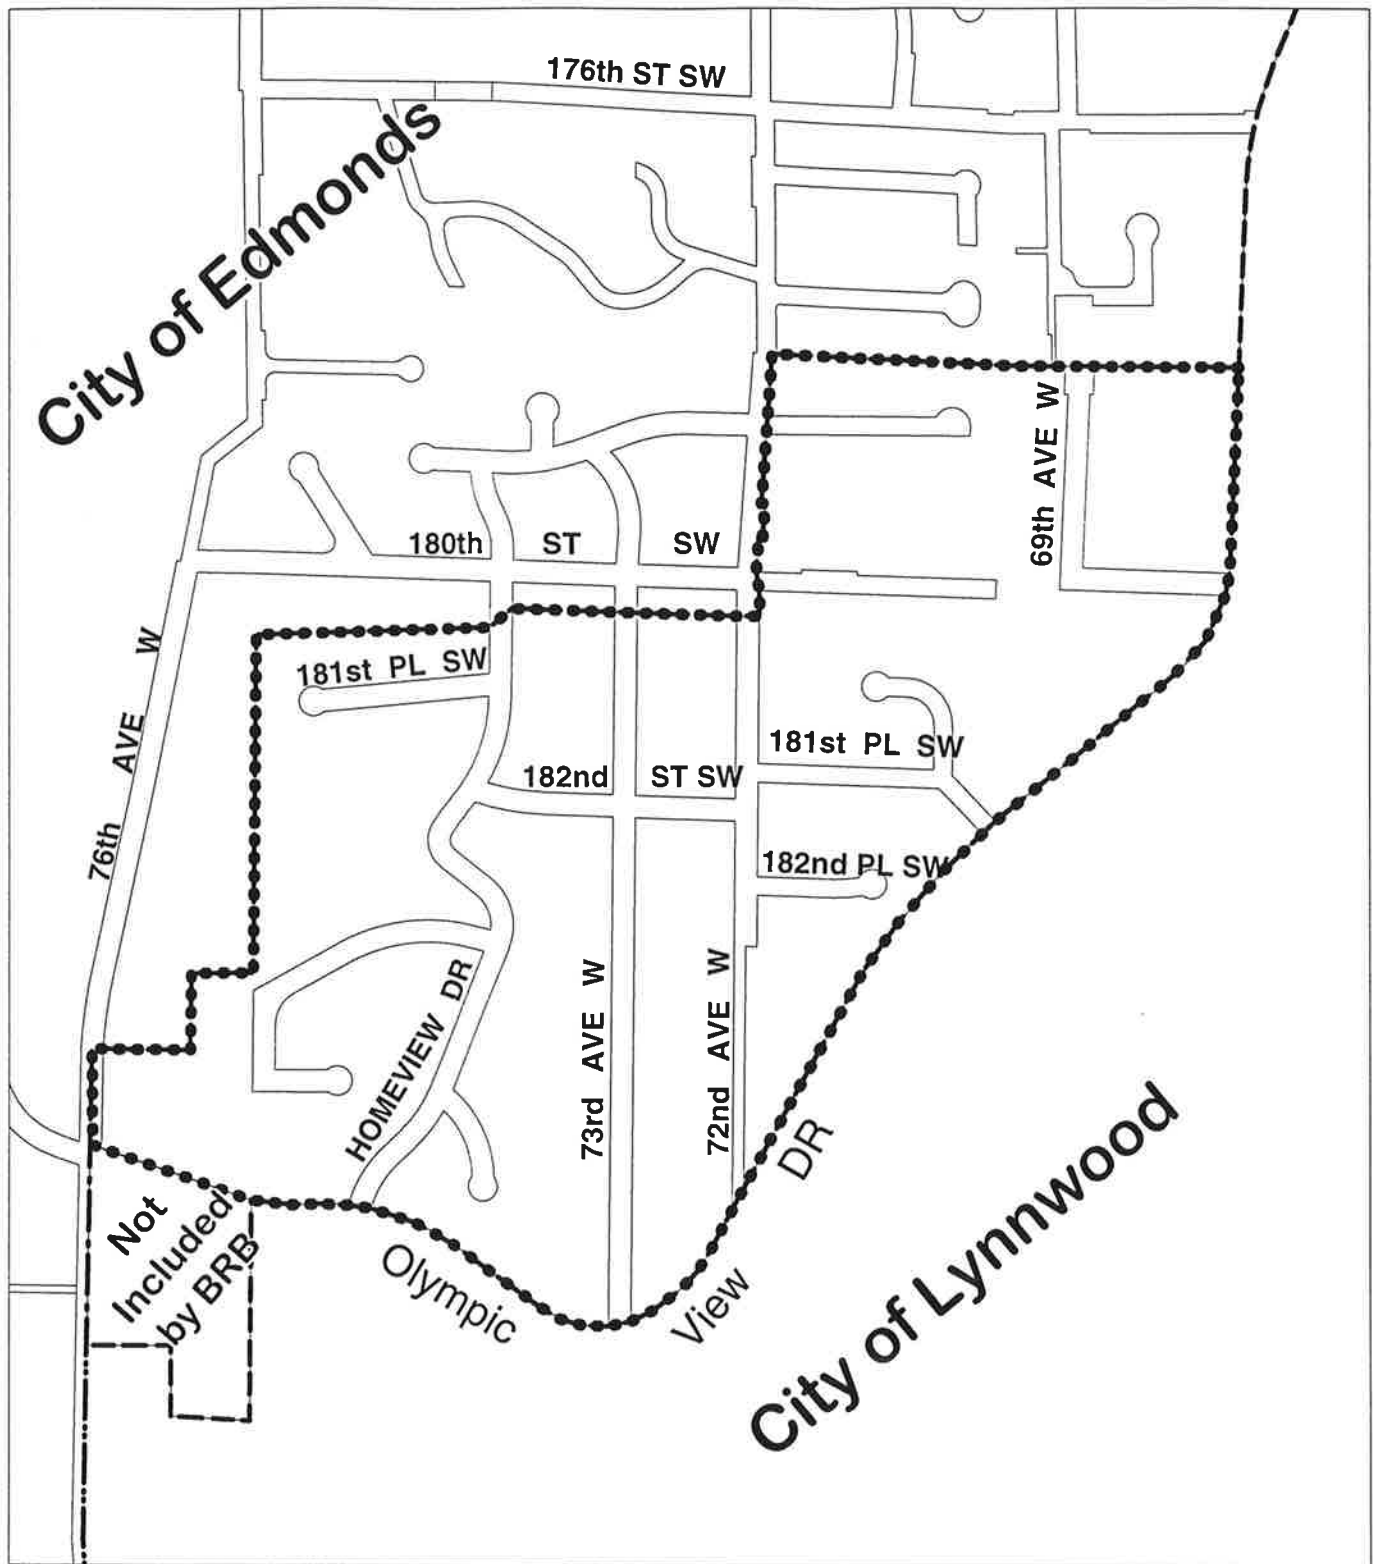 176th ST SW
City of Edmonds
69th AVE W
180th ST SW
76th AVE W
181st PL SW
181st PL SW
182nd ST SW
182nd PL SW
HOMEVIEW DR
73rd AVE W
72nd AVE W
Not
Included
by BRB
Olympic View DR
City of Lynnwood